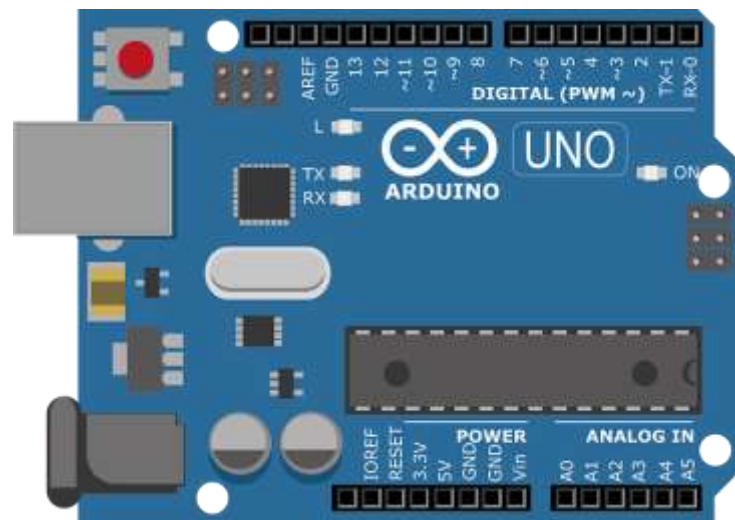 AREF GND 13 12 ~11 ~10 ~9 8 7 ~6 ~5 4 ~3 2 TX-1 RX-0
DIGITAL (PWM ~)
L
TX
RX
UNO
ON
ARDUINO
POWER
ANALOG IN
IOREF RESET 3.3V 5V GND GND Vin A0 A1 A2 A3 A4 A5